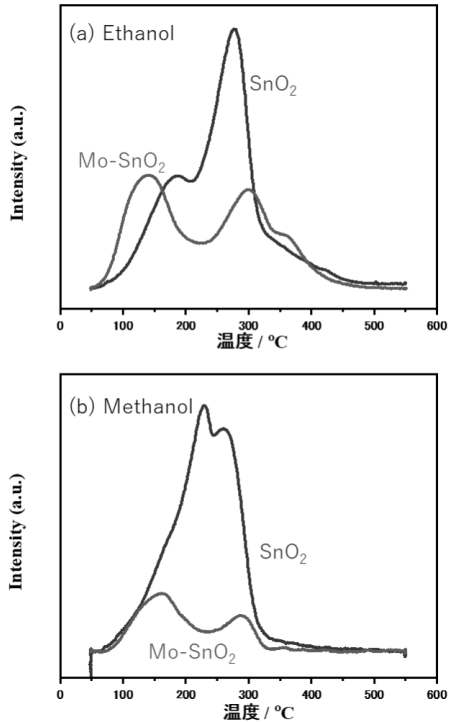 (a) Ethanol
SnO₂
Mo-SnO₂
Intensity (a.u.)
0 100 200 300 400 500 600
温度 / ºC
(b) Methanol
SnO₂
Mo-SnO₂
Intensity (a.u.)
0 100 200 300 400 500 600
温度 / ºC